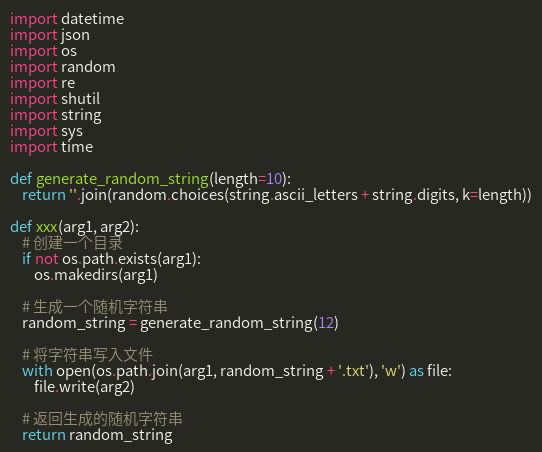 import datetime
import json
import os
import random
import re
import shutil
import string
import sys
import time

def generate_random_string(length=10):
    return ''.join(random.choices(string.ascii_letters + string.digits, k=length))

def xxx(arg1, arg2):
    # 创建一个目录
    if not os.path.exists(arg1):
        os.makedirs(arg1)

    # 生成一个随机字符串
    random_string = generate_random_string(12)

    # 将字符串写入文件
    with open(os.path.join(arg1, random_string + '.txt'), 'w') as file:
        file.write(arg2)

    # 返回生成的随机字符串
    return random_string